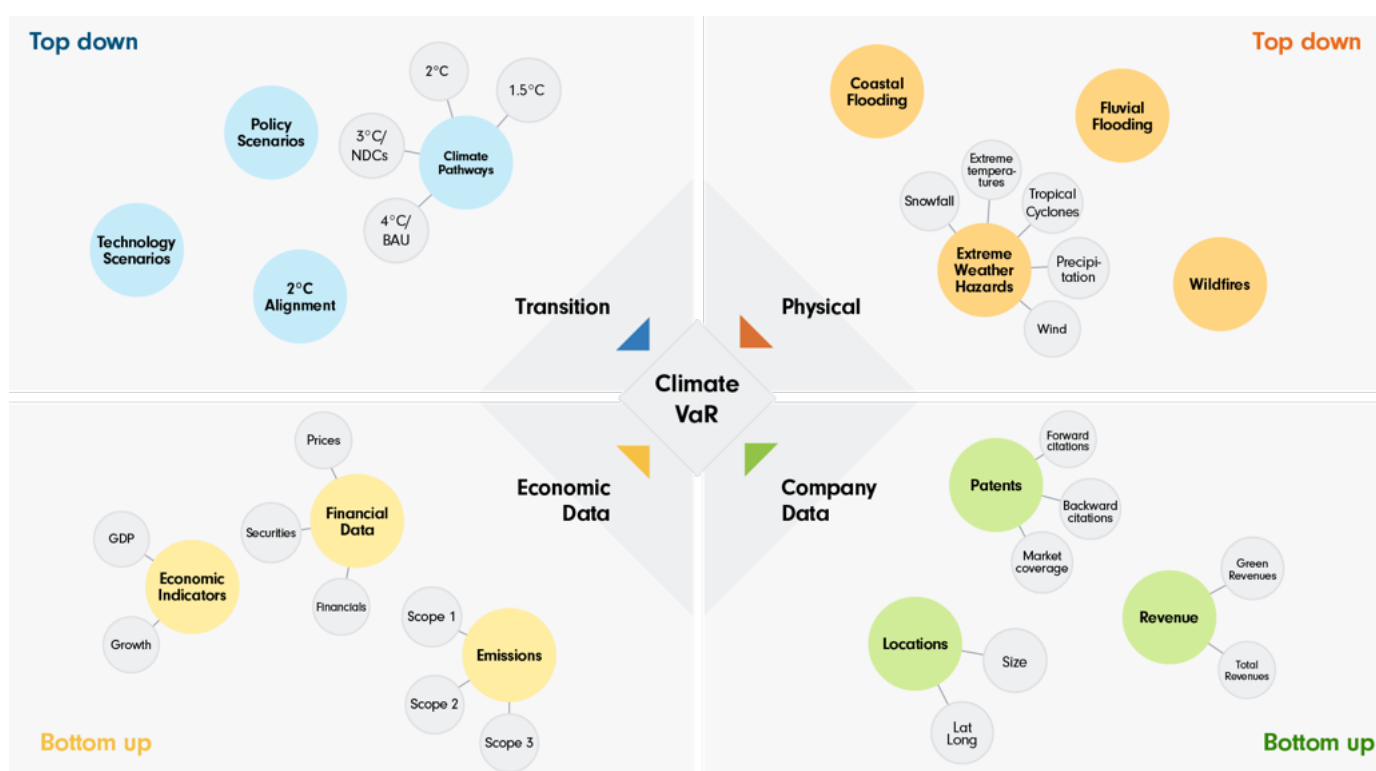 Top down
2°C
1.5°C
Policy
Scenarios
3°C/
NDCs
Climate
Pathways
4°C/
BAU
Technology
Scenarios
2°C
Alignment
Transition
Top down
Coastal
Flooding
Fluvial
Flooding
Extreme
tempera-
tures
Snowfall
Tropical
Cyclones
Extreme
Weather
Hazards
Precipi-
tation
Wildfires
Wind
Physical
Climate
VaR
Economic
Data
Prices
Financial
Data
Securities
Financials
GDP
Economic
Indicators
Growth
Scope 1
Emissions
Scope 2
Scope 3
Bottom up
Company
Data
Forward
citations
Patents
Backward
citations
Market
coverage
Green
Revenues
Revenue
Total
Revenues
Locations
Size
Lat
Long
Bottom up